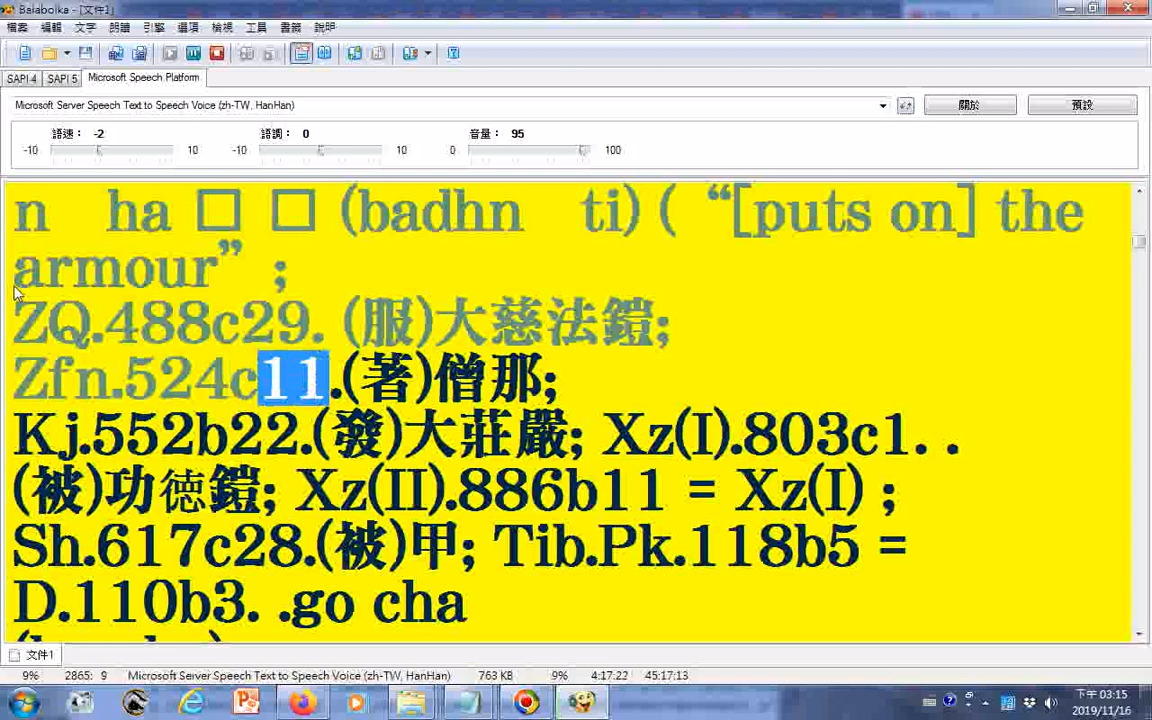 Balabolka - [文件1]
檔案 編輯 文字 朗讀 引擎 選項 檢視 工具 書籤 說明
SAPI 4 SAPI 5 Microsoft Speech Platform
Microsoft Server Speech Text to Speech Voice (zh-TW, HanHan) 關於 預設
語速： -2 語調： 0 音量： 95
-10 10 -10 10 0 100
n ha □ □ (badhn ti) ( “[puts on] the
armour” ;
ZQ.488c29. (服)大慈法鎧;
Zfn.524c11.(著)僧那;
Kj.552b22.(發)大莊嚴; Xz(I).803c1. .
(被)功徳鎧; Xz(II).886b11 = Xz(I) ;
Sh.617c28.(被)甲; Tib.Pk.118b5 =
D.110b3. .go cha
文件1
9% 2865: 9 Microsoft Server Speech Text to Speech Voice (zh-TW, HanHan) 763 KB 9% 4:17:22 45:17:13
下午 03:15
2019/11/16